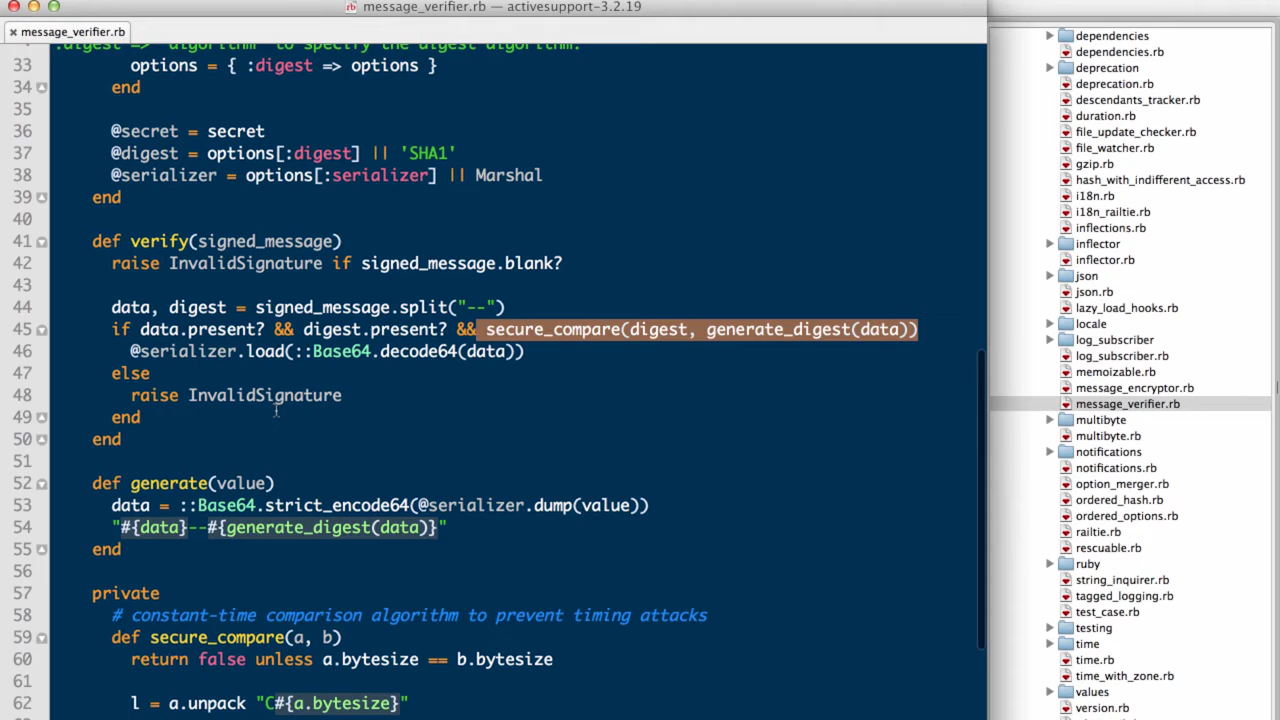 message_verifier.rb — activesupport-3.2.19
× message_verifier.rb
:digest => 'algorithm' to specify the digest algorithm.
33 options = { :digest => options }
34 end
35
36 @secret = secret
37 @digest = options[:digest] || 'SHA1'
38 @serializer = options[:serializer] || Marshal
39 end
40
41 def verify(signed_message)
42 raise InvalidSignature if signed_message.blank?
43
44 data, digest = signed_message.split("--")
45 if data.present? && digest.present? && secure_compare(digest, generate_digest(data))
46 @serializer.load(::Base64.decode64(data))
47 else
48 raise InvalidSignature
49 end
50 end
51
52 def generate(value)
53 data = ::Base64.strict_encode64(@serializer.dump(value))
54 "#{data}--#{generate_digest(data)}"
55 end
56
57 private
58 # constant-time comparison algorithm to prevent timing attacks
59 def secure_compare(a, b)
60 return false unless a.bytesize == b.bytesize
61
62 l = a.unpack "C#{a.bytesize}"
dependencies
dependencies.rb
deprecation
deprecation.rb
descendants_tracker.rb
duration.rb
file_update_checker.rb
file_watcher.rb
gzip.rb
hash_with_indifferent_access.rb
i18n.rb
i18n_railtie.rb
inflections.rb
inflector
inflector.rb
json
json.rb
lazy_load_hooks.rb
locale
log_subscriber
log_subscriber.rb
memoizable.rb
message_encryptor.rb
message_verifier.rb
multibyte
multibyte.rb
notifications
notifications.rb
option_merger.rb
ordered_hash.rb
ordered_options.rb
railtie.rb
rescuable.rb
ruby
string_inquirer.rb
tagged_logging.rb
test_case.rb
testing
time
time.rb
time_with_zone.rb
values
version.rb